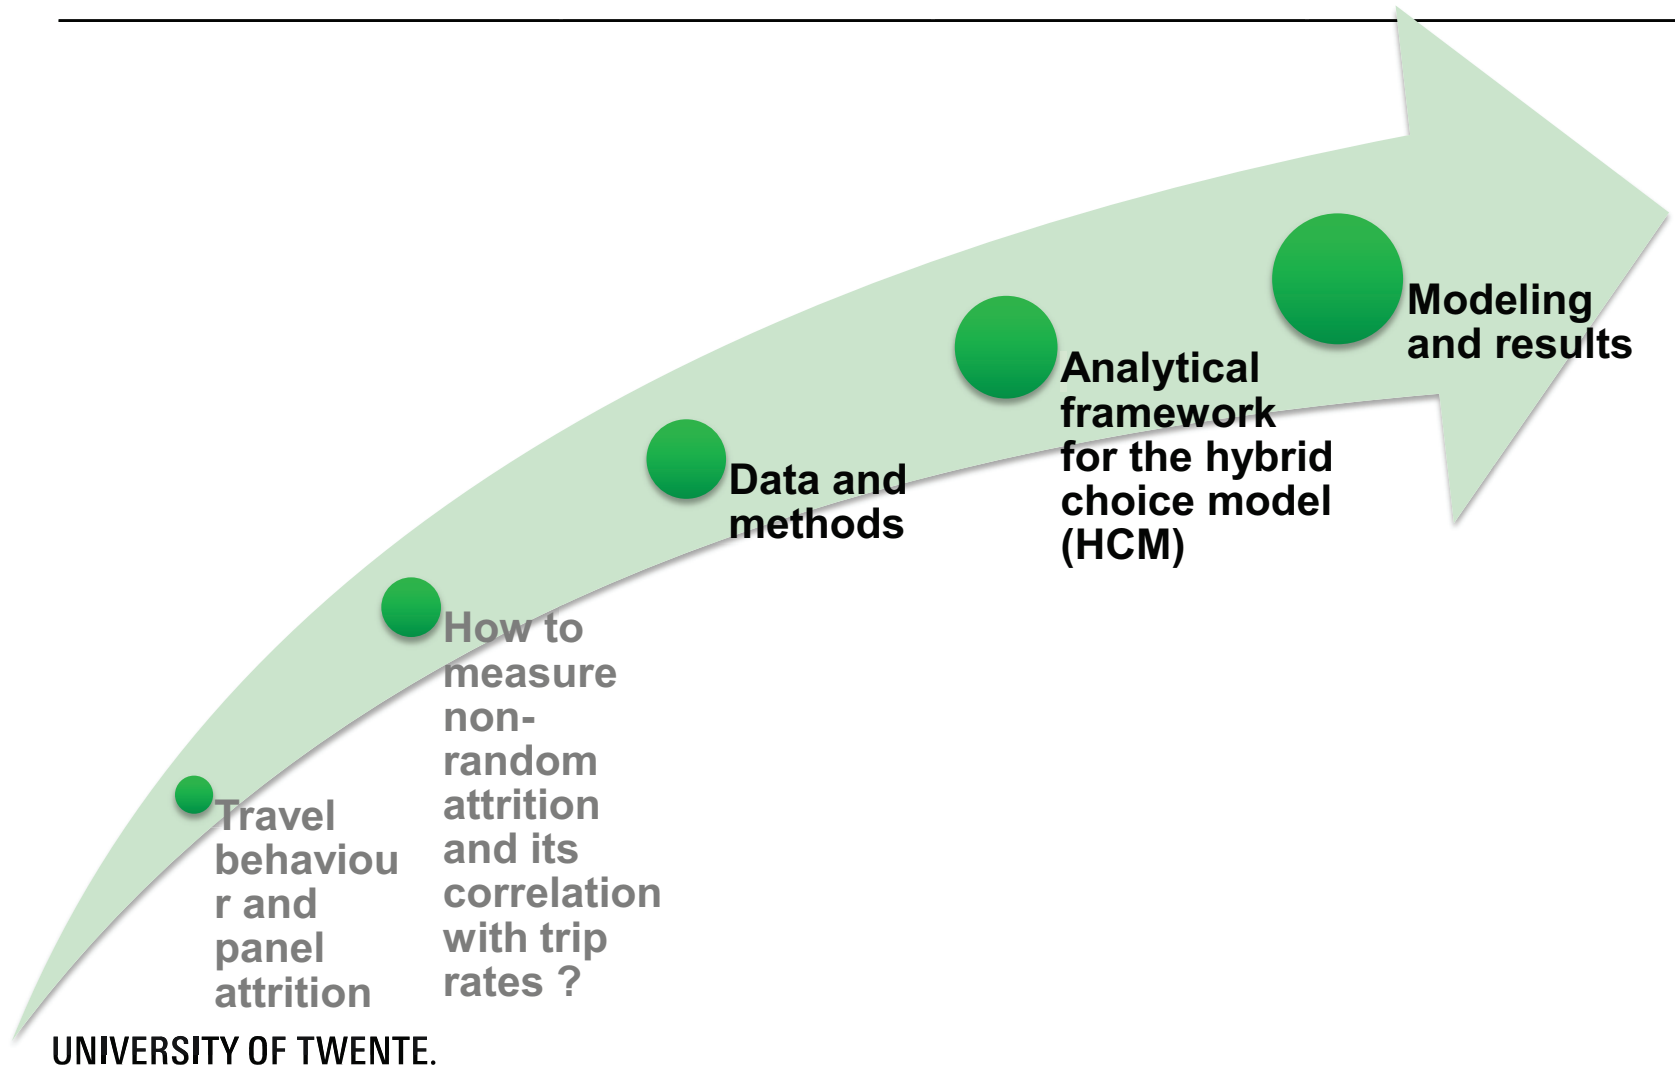 Travel
behaviou
r and
panel
attrition
How to
measure
non-
random
attrition
and its
correlation
with trip
rates ?
Data and
methods
Analytical
framework
for the hybrid
choice model
(HCM)
Modeling
and results
UNIVERSITY OF TWENTE.